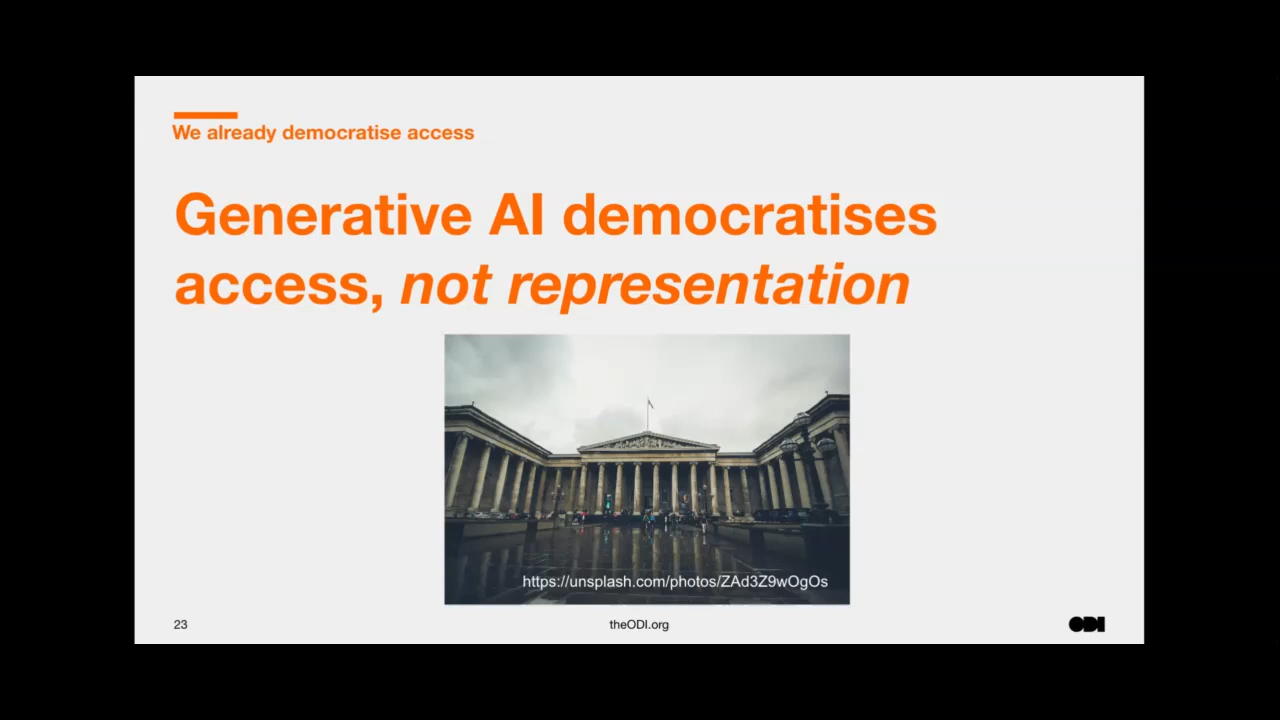 We already democratise access
Generative AI democratises
access, not representation
https://unsplash.com/photos/ZAd3Z9wOgOs
23
theODI.org
ODI